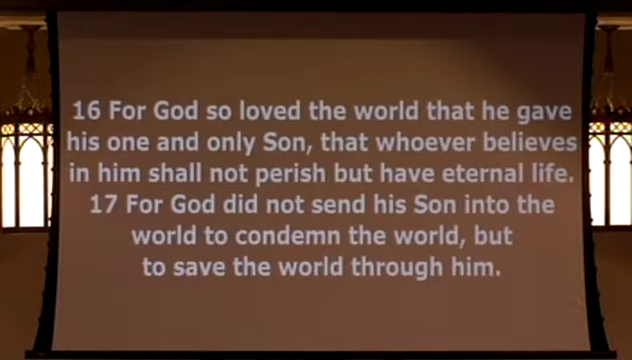 16 For God so loved the world that he gave
his one and only Son, that whoever believes
in him shall not perish but have eternal life.
17 For God did not send his Son into the
world to condemn the world, but
to save the world through him.